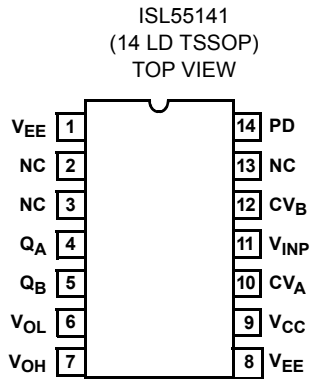 ISL55141
(14 LD TSSOP)
TOP VIEW
VEE 1 14 PD
NC 2 13 NC
NC 3 12 CVB
QA 4 11 VINP
QB 5 10 CVA
VOL 6 9 VCC
VOH 7 8 VEE